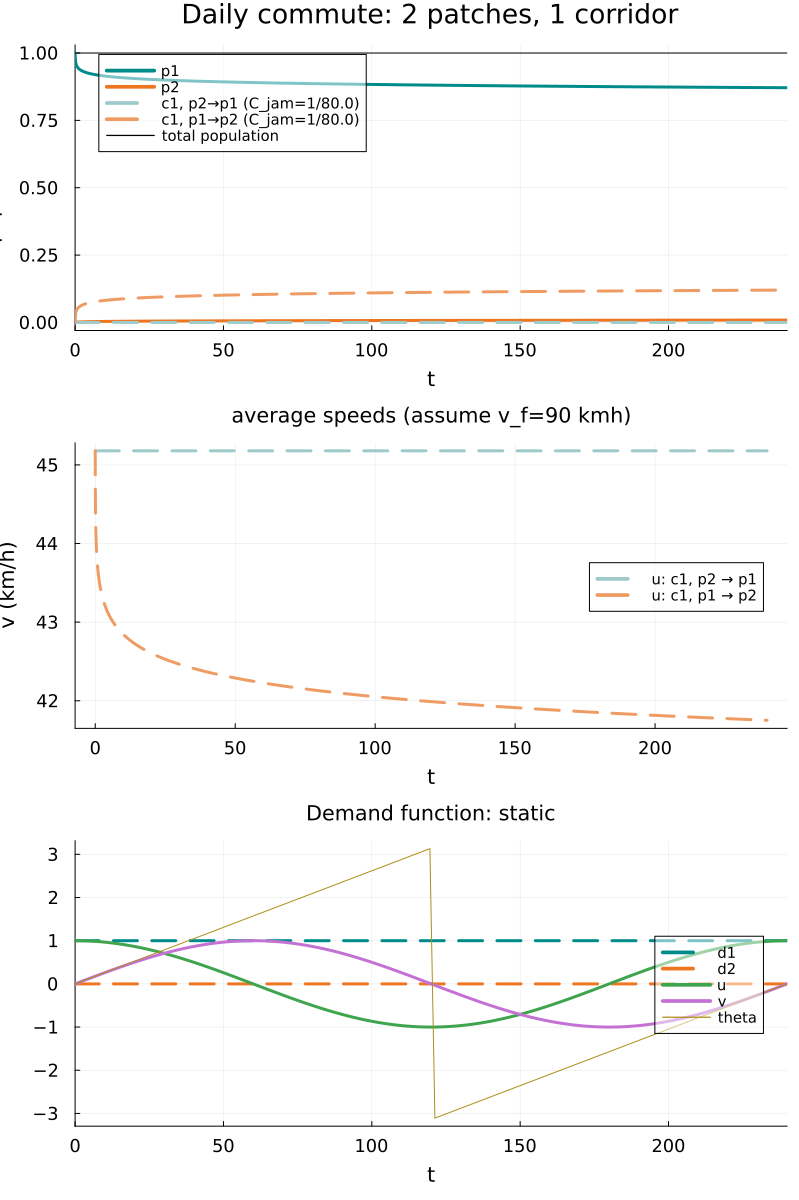 Daily commute: 2 patches, 1 corridor
1.00
0.75
0.50
0.25
0.00
p1
p2
c1, p2→p1 (C_jam=1/80.0)
c1, p1→p2 (C_jam=1/80.0)
total population
0 50 100 150 200
t
average speeds (assume v_f=90 kmh)
v (km/h)
45
44
43
42
u: c1, p2 → p1
u: c1, p1 → p2
0 50 100 150 200
t
Demand function: static
3
2
1
0
−1
−2
−3
d1
d2
u
v
theta
0 50 100 150 200
t